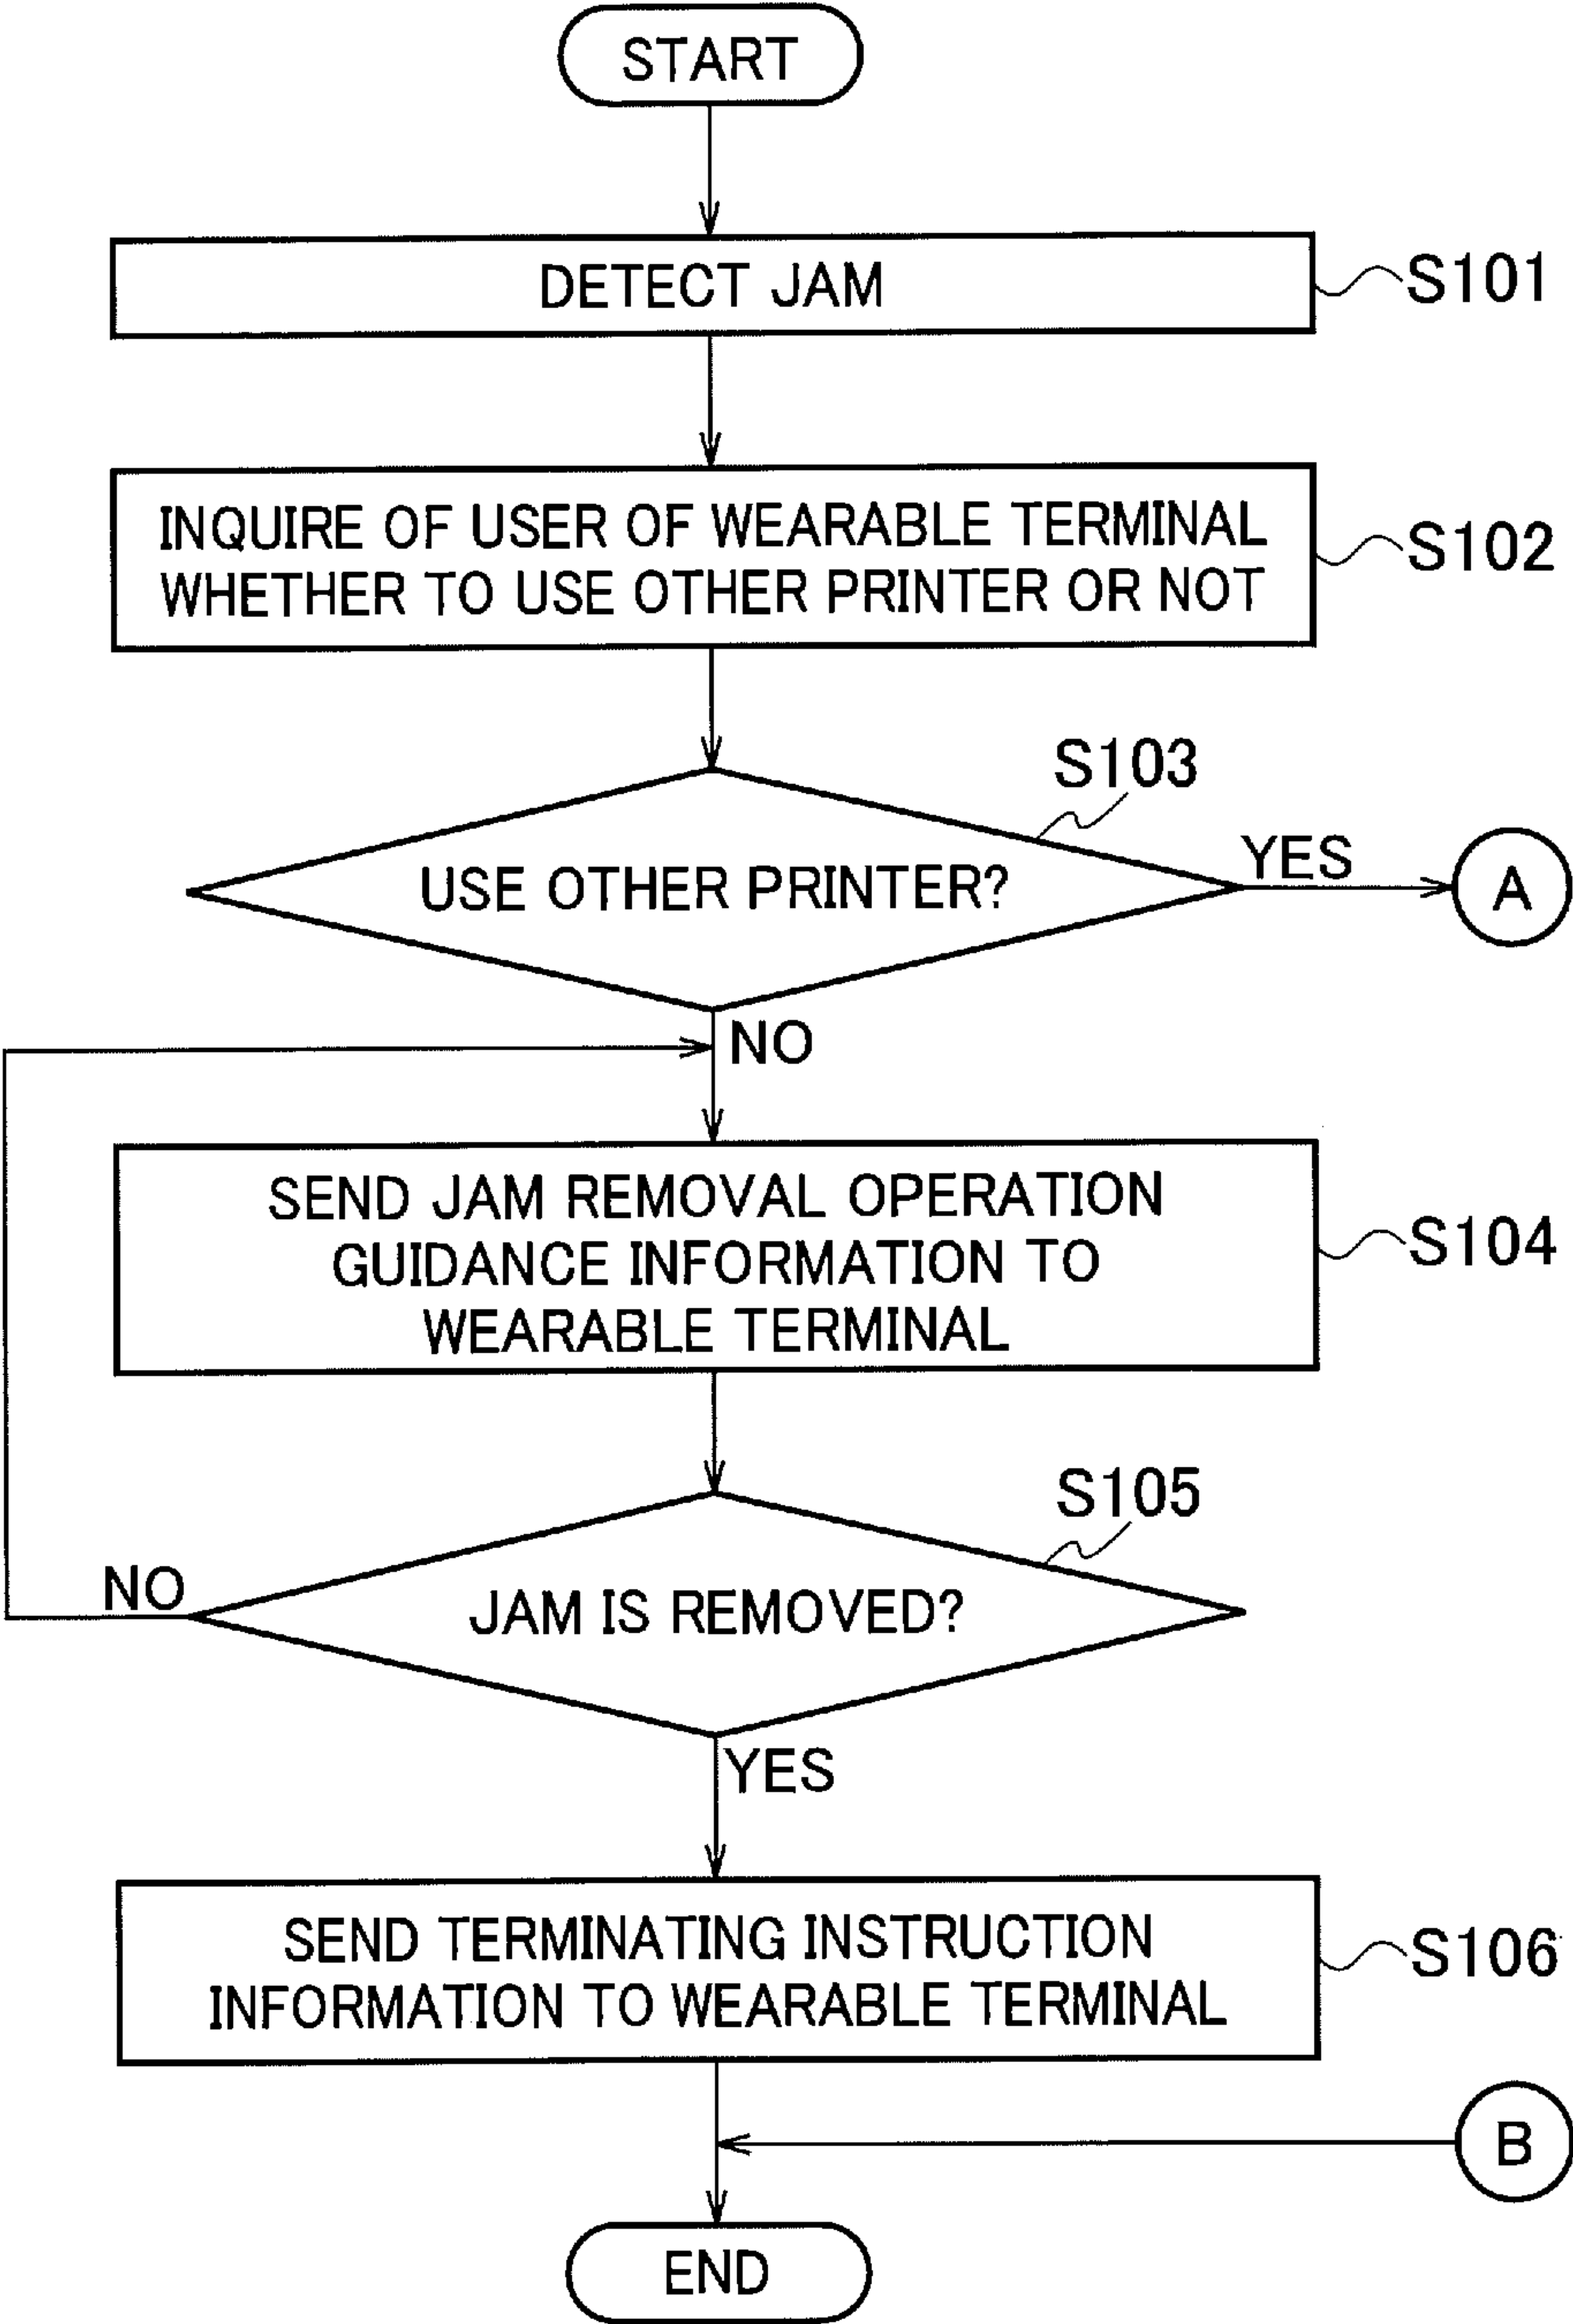 START
DETECT JAM
S101
INQUIRE OF USER OF WEARABLE TERMINAL
WHETHER TO USE OTHER PRINTER OR NOT
S102
S103
USE OTHER PRINTER?
YES
A
NO
SEND JAM REMOVAL OPERATION
GUIDANCE INFORMATION TO
WEARABLE TERMINAL
S104
S105
JAM IS REMOVED?
NO
YES
SEND TERMINATING INSTRUCTION
INFORMATION TO WEARABLE TERMINAL
S106
B
END